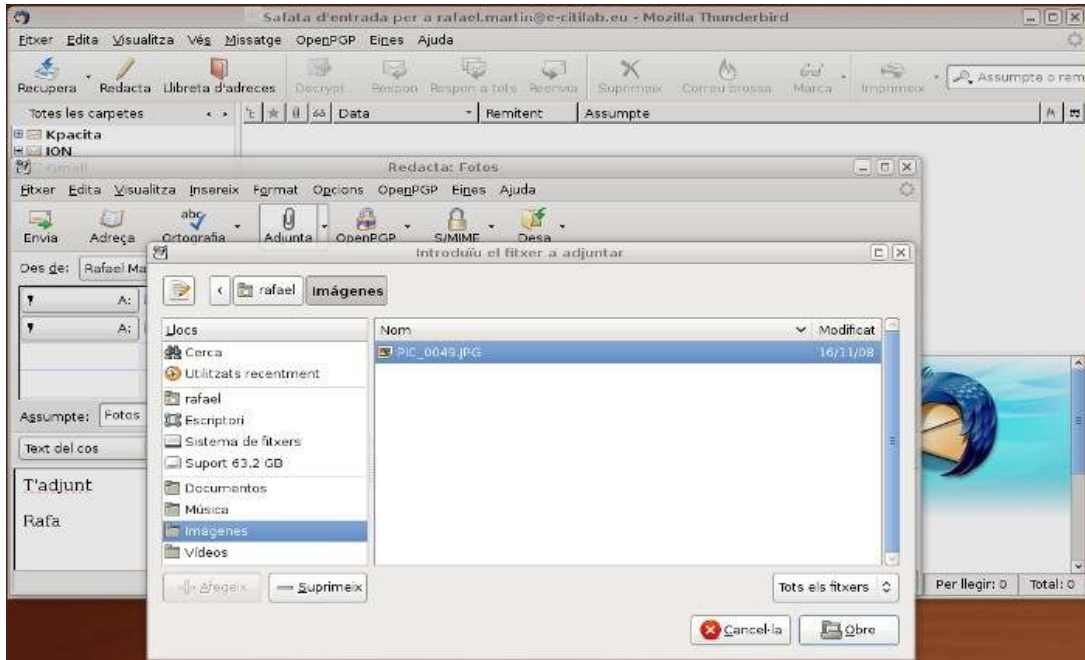 Safata d'entrada per a rafael.martin@e-citilab.eu - Mozilla Thunderbird
Fitxer Edita Visualitza Vés Missatge OpenPGP Eines Ajuda
Recupera Redacta Llibreta d'adreces Decrypt Respon Respon a tots Reenvia Suprimeix Correu brossa Marca Imprimeix Assumpte o rem
Totes les carpetes Data Remitent Assumpte
Kpacita
ION
Gmail Redacta: Fotos
Fitxer Edita Visualitza Insereix Format Opcions OpenPGP Eines Ajuda
Envia Adreça Ortografia Adjunta OpenPGP S/MIME Desa
Introduïu el fitxer a adjuntar
Des de: Rafael Ma
rafael Imágenes
A:
A:
Llocs Nom Modificat
Cerca PIC_0049.JPG 16/11/08
Utilitzats recentment
rafael
Escriptori
Assumpte: Fotos
Sistema de fitxers
Text del cos
Suport 63,2 GB
T'adjunt
Documentos
Música
Rafa
Imágenes
Vídeos
Afegeix Suprimeix Tots els fitxers Per llegir: 0 Total: 0
Cancel·la Obre